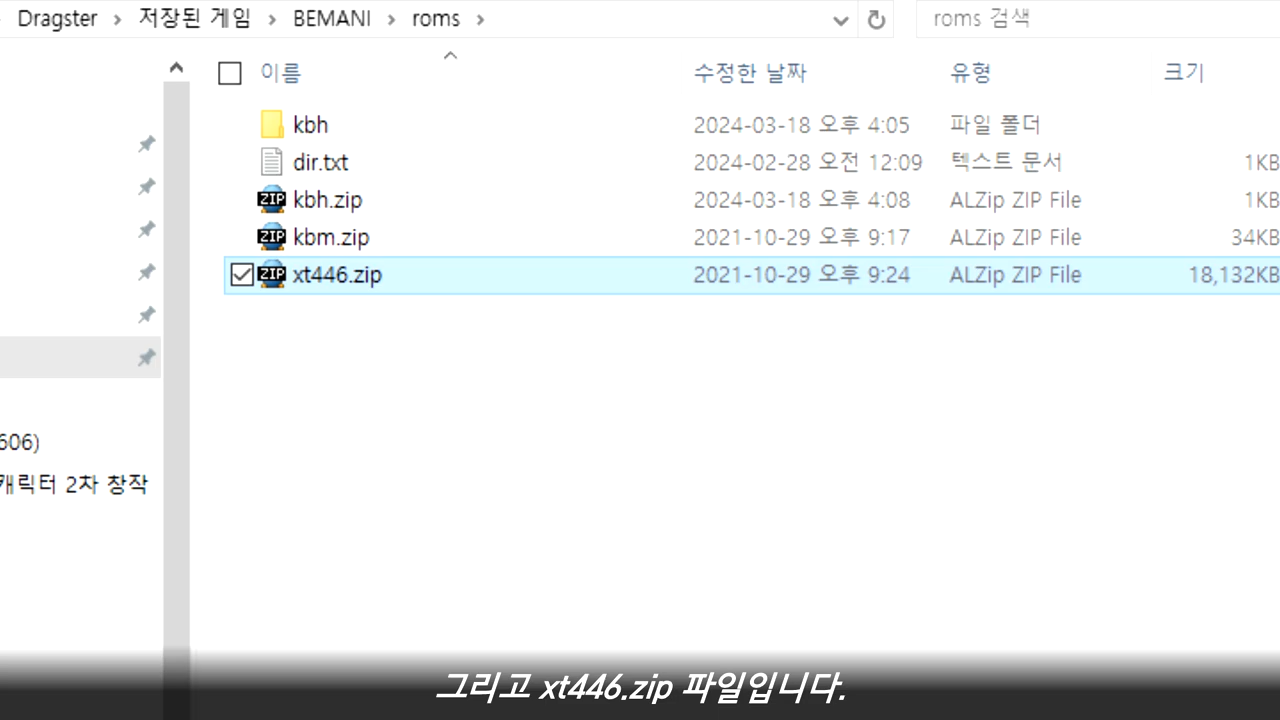 Dragster > 저장된 게임 > BEMANI > roms >
roms 검색
이름 수정한 날짜 유형 크기
kbh 2024-03-18 오후 4:05 파일 폴더
dir.txt 2024-02-28 오전 12:09 텍스트 문서 1KB
ZIP kbh.zip 2024-03-18 오후 4:08 ALZip ZIP File 1KB
ZIP kbm.zip 2021-10-29 오후 9:17 ALZip ZIP File 34KB
ZIP xt446.zip 2021-10-29 오후 9:24 ALZip ZIP File 18,132KB
606)
캐릭터 2차 창작
그리고 xt446.zip 파일입니다.